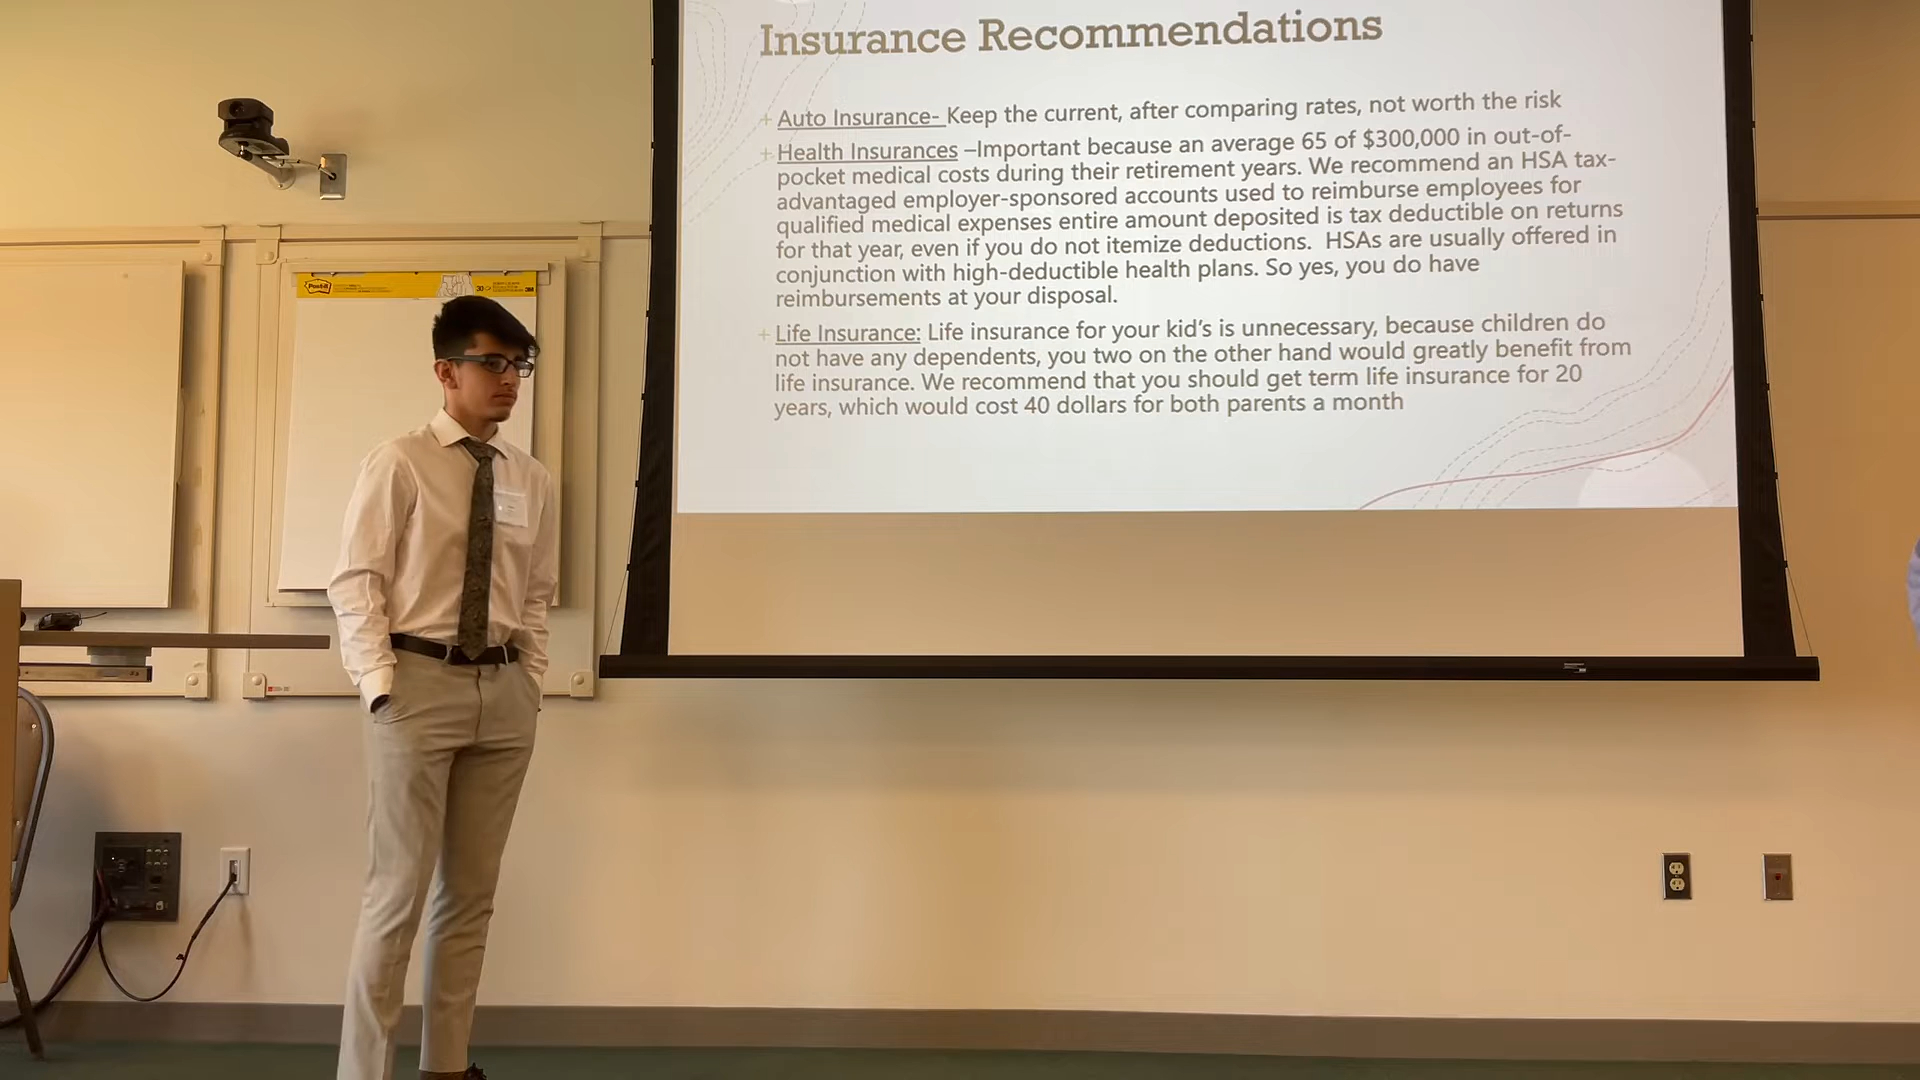 Insurance Recommendations
+ Auto Insurance- Keep the current, after comparing rates, not worth the risk
+ Health Insurances –Important because an average 65 of $300,000 in out-of-
pocket medical costs during their retirement years. We recommend an HSA tax-
advantaged employer-sponsored accounts used to reimburse employees for
qualified medical expenses entire amount deposited is tax deductible on returns
for that year, even if you do not itemize deductions. HSAs are usually offered in
conjunction with high-deductible health plans. So yes, you do have
reimbursements at your disposal.
+ Life Insurance: Life insurance for your kid's is unnecessary, because children do
not have any dependents, you two on the other hand would greatly benefit from
life insurance. We recommend that you should get term life insurance for 20
years, which would cost 40 dollars for both parents a month
Post-it
30
3M